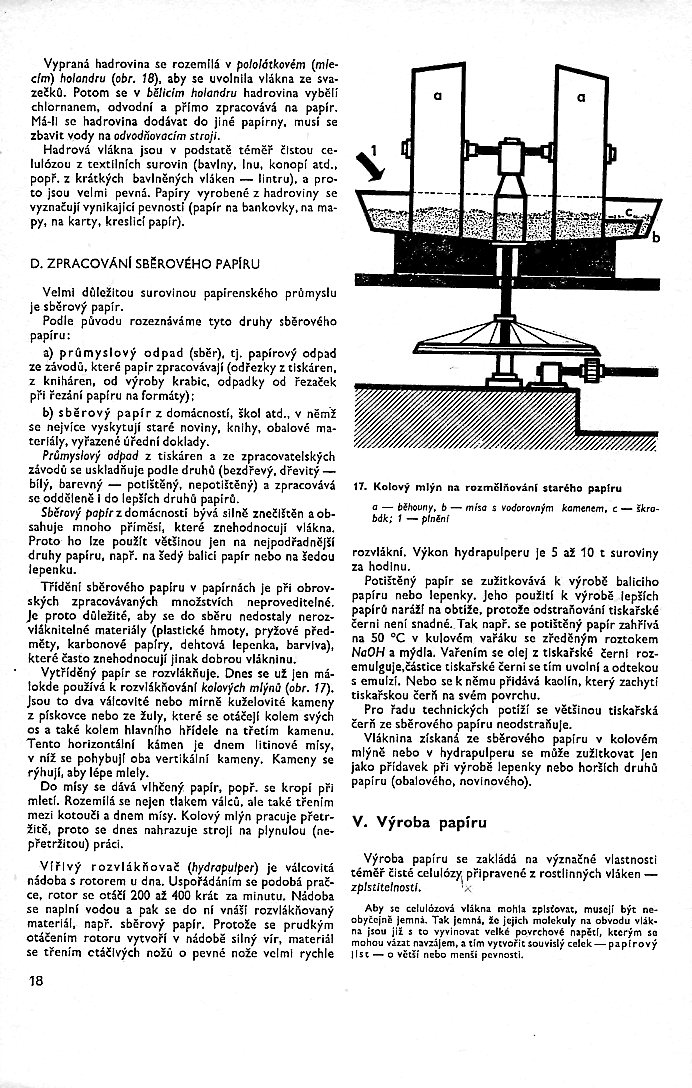 Vypraná hadrovina se rozemílá v pololátkovém (mle-
cím) holandru (obr. 18), aby se uvolnila vlákna ze sva-
zečků. Potom se v bělicím holandru hadrovina vybělí
chlornanem, odvodní a přímo zpracovává na papír.
Má-li se hadrovina dodávat do jiné papírny, musí se
zbavit vody na odvodňovacím stroji.
Hadrová vlákna jsou v podstatě téměř čistou ce-
lulózou z textilních surovin (bavlny, lnu, konopí atd.,
popř. z krátkých bavlněných vláken — lintru), a pro-
to jsou velmi pevná. Papíry vyrobené z hadroviny se
vyznačují vynikající pevností (papír na bankovky, na ma-
py, na karty, kreslicí papír).
D. ZPRACOVÁNÍ SBĚROVÉHO PAPÍRU
Velmi důležitou surovinou papírenského průmyslu
je sběrový papír.
Podle původu rozeznáváme tyto druhy sběrového
papíru:
a) průmyslový odpad (sběr), tj. papírový odpad
ze závodů, které papír zpracovávají (odřezky z tiskáren,
z kniháren, od výroby krabic, odpadky od řezaček
při řezání papíru na formáty);
b) sběrový papír z domácností, škol atd., v němž
se nejvíce vyskytují staré noviny, knihy, obalové ma-
teriály, vyřazené úřední doklady.
Průmyslový odpad z tiskáren a ze zpracovatelských
závodů se uskladňuje podle druhů (bezdřevý, dřevitý —
bílý, barevný — potištěný, nepotištěný) a zpracovává
se odděleně i do lepších druhů papírů.
Sběrový papír z domácností bývá silně znečištěn a ob-
sahuje mnoho příměsí, které znehodnocují vlákna.
Proto ho lze použít většinou jen na nejpodřadnější
druhy papíru, např. na šedý balicí papír nebo na šedou
lepenku.
Třídění sběrového papíru v papírnách je při obrov-
ských zpracovávaných množstvích neproveditelné.
Je proto důležité, aby se do sběru nedostaly neroz-
vláknitelné materiály (plastické hmoty, pryžové před-
měty, karbonové papíry, dehtová lepenka, barviva),
které často znehodnocují jinak dobrou vlákninu.
Vytříděný papír se rozvlákňuje. Dnes se už jen má-
lokde používá k rozvlákňování kolových mlýnů (obr. 17).
Jsou to dva válcovité nebo mírně kuželovité kameny
z pískovce nebo ze žuly, které se otáčejí kolem svých
os a také kolem hlavního hřídele na třetím kamenu.
Tento horizontální kámen je dnem litinové mísy,
v níž se pohybují oba vertikální kameny. Kameny se
rýhují, aby lépe mlely.
Do mísy se dává vlhčený papír, popř. se kropí při
mletí. Rozemílá se nejen tlakem válců, ale také třením
mezi kotouči a dnem mísy. Kolový mlýn pracuje přetr-
žitě, proto se dnes nahrazuje stroji na plynulou (ne-
přetržitou) práci.
Vířivý rozvlákňovač (hydrapulper) je válcovitá
nádoba s rotorem u dna. Uspořádáním se podobá prač-
ce, rotor se otáčí 200 až 400 krát za minutu. Nádoba
se naplní vodou a pak se do ní vnáší rozvlákňovaný
materiál, např. sběrový papír. Protože se prudkým
otáčením rotoru vytvoří v nádobě silný vír, materiál
se třením otáčivých nožů o pevné nože velmi rychle
18
a
a
1
c
b
17. Kolový mlýn na rozmělňování starého papíru
a — běhouny, b — mísa s vodorovným kamenem, c — škra-
bák; 1 — plnění
rozvlákní. Výkon hydrapulperu je 5 až 10 t suroviny
za hodinu.
Potištěný papír se zužitkovává k výrobě balicího
papíru nebo lepenky. Jeho použití k výrobě lepších
papírů naráží na obtíže, protože odstraňování tiskařské
černi není snadné. Tak např. se potištěný papír zahřívá
na 50 °C v kulovém vařáku se zředěným roztokem
NaOH a mýdla. Vařením se olej z tiskařské černi roz-
emulguje, částice tiskařské černi se tím uvolní a odtekou
s emulzí. Nebo se k němu přidává kaolín, který zachytí
tiskařskou čerň na svém povrchu.
Pro řadu technických potíží se většinou tiskařská
čerň ze sběrového papíru neodstraňuje.
Vláknina získaná ze sběrového papíru v kolovém
mlýně nebo v hydrapulperu se může zužitkovat jen
jako přídavek při výrobě lepenky nebo horších druhů
papíru (obalového, novinového).
V. Výroba papíru
Výroba papíru se zakládá na význačné vlastnosti
téměř čisté celulózy, připravené z rostlinných vláken —
zplstitelnosti.
Aby se celulózová vlákna mohla zplsťovat, musejí být ne-
obyčejně jemná. Tak jemná, že jejich molekuly na obvodu vlák-
na jsou již s to vyvinovat velké povrchové napětí, kterým se
mohou vázat navzájem, a tím vytvořit souvislý celek — papírový
list — o větší nebo menší pevnosti.